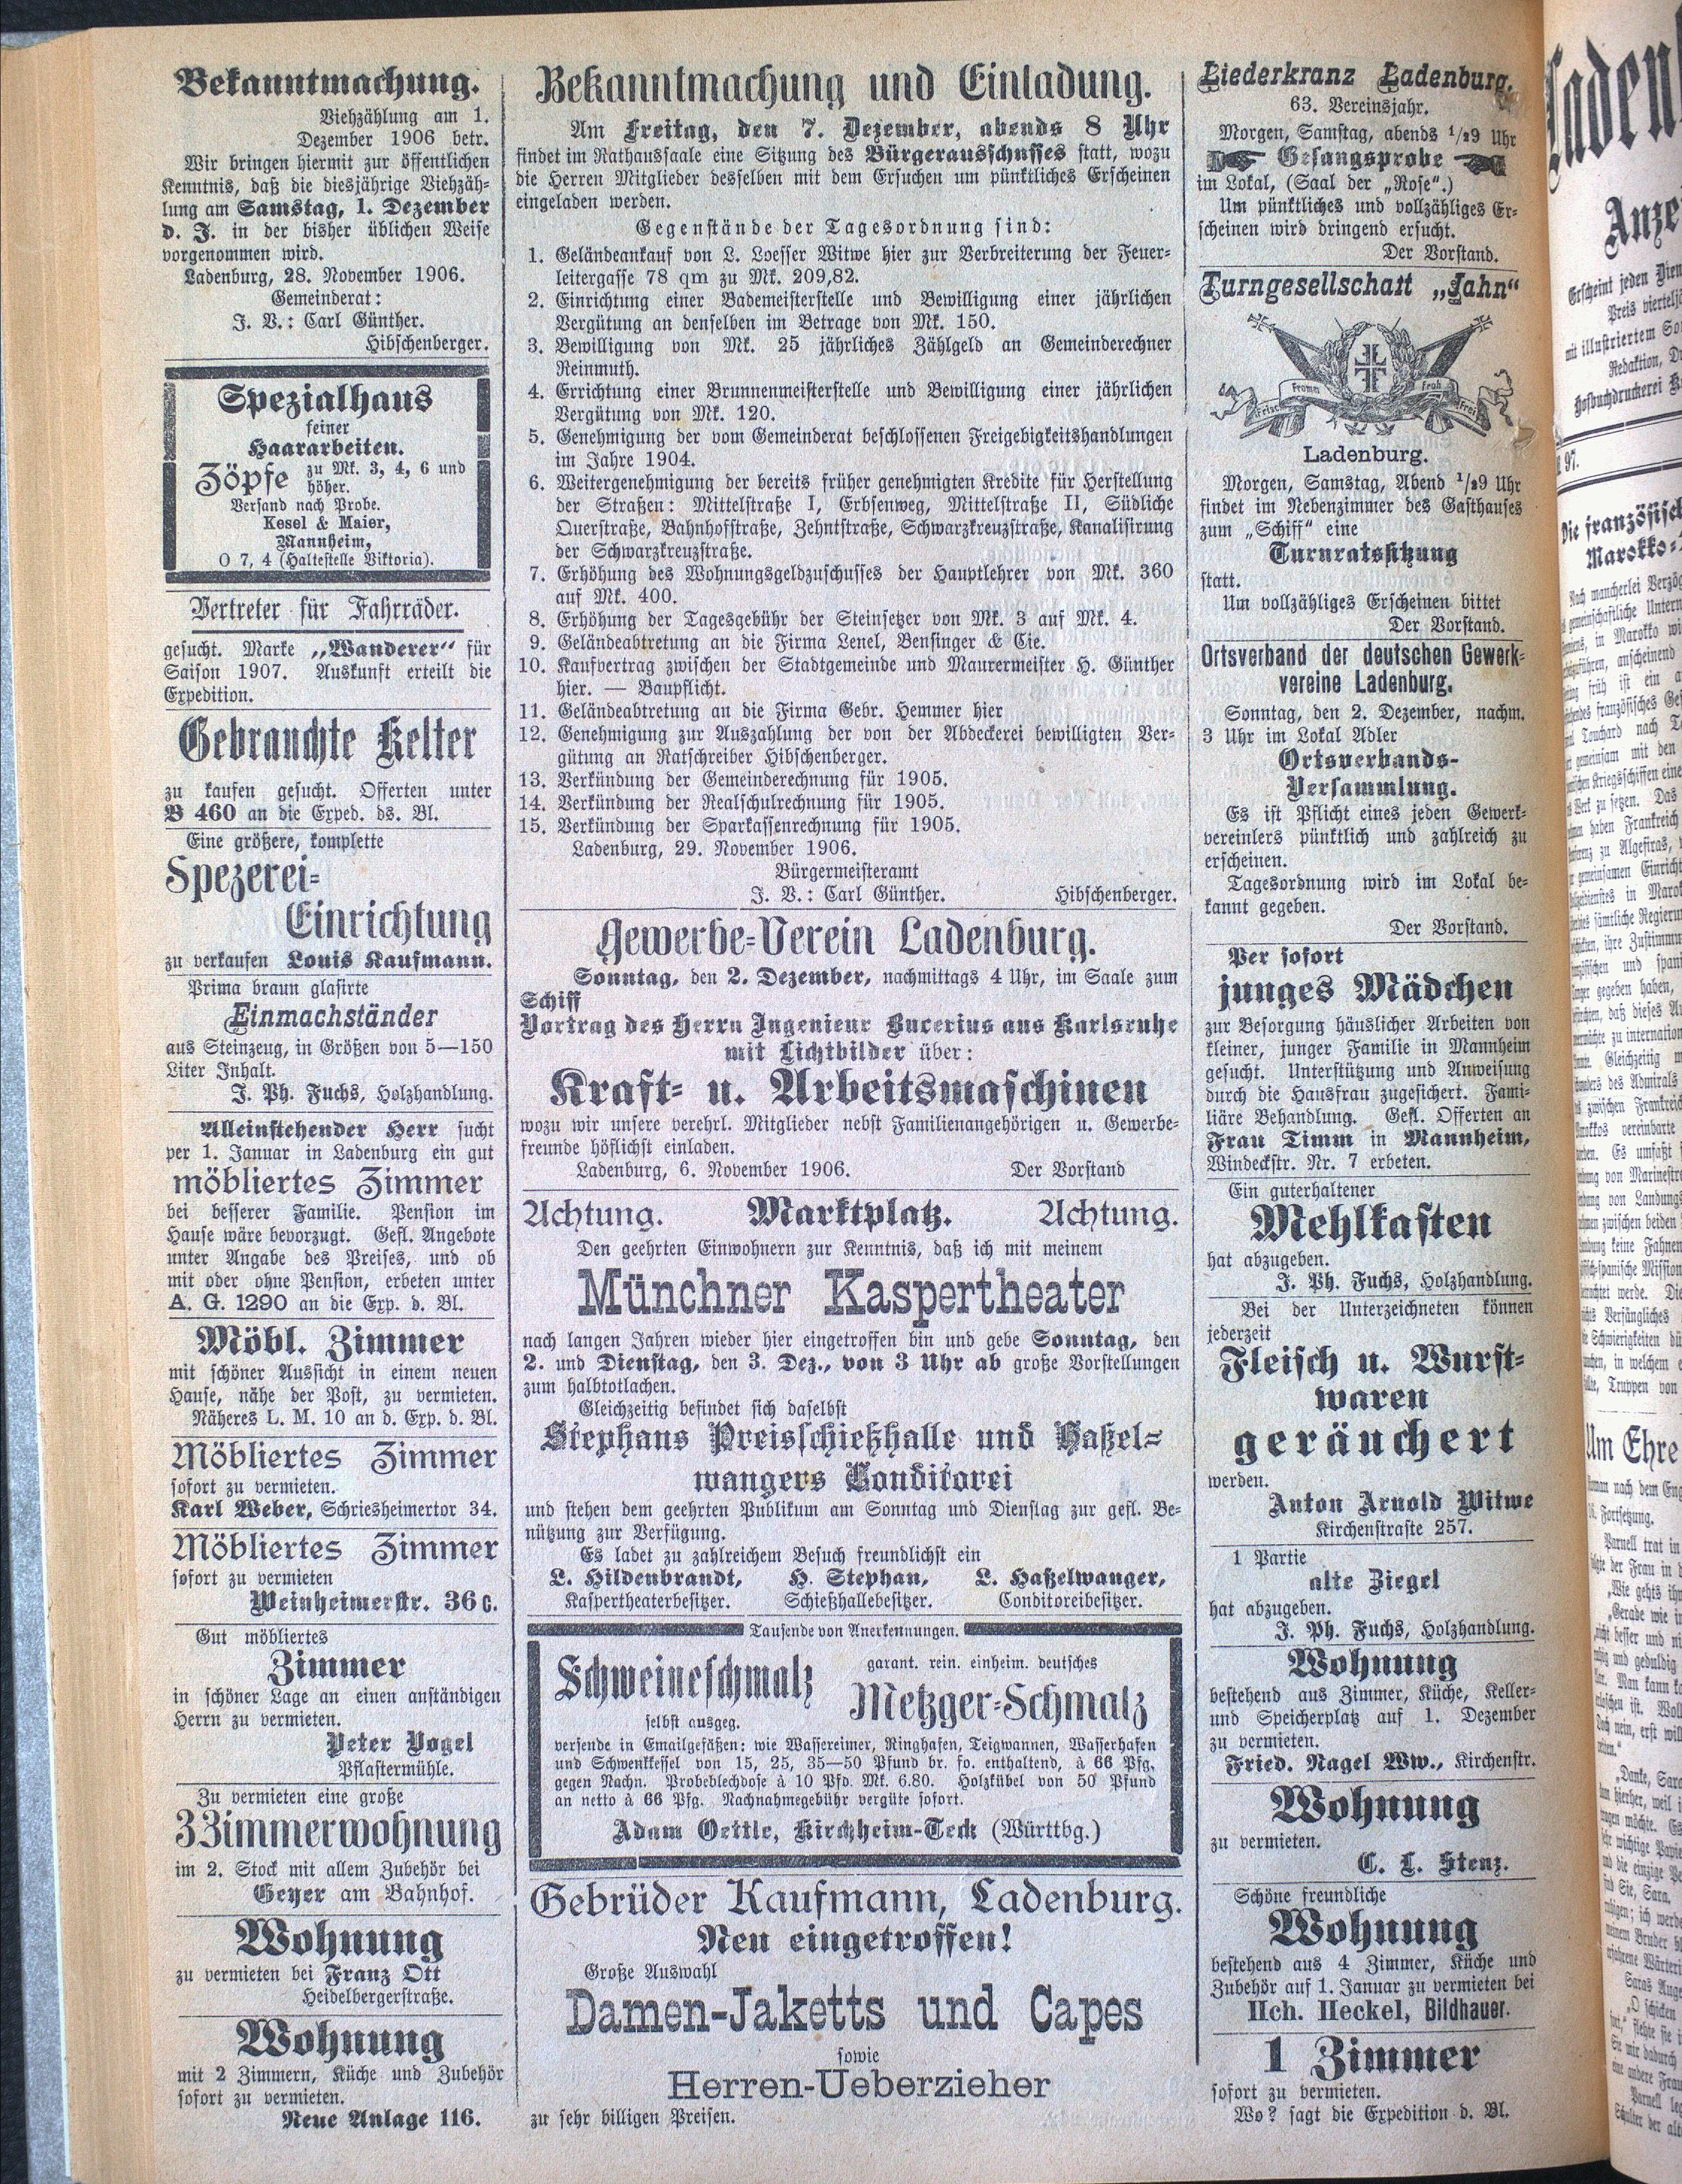 Bekanntmachung.
Viehzählung am 1.
Dezember 1906 betr.
Wir bringen hiermit zur öffentlichen
Kenntnis, daß die diesjährige Viehzäh-
lung am Samstag, 1. Dezember
d. J. in der bisher üblichen Weise
vorgenommen wird.
Ladenburg, 28. November 1906.
Gemeinderat:
J. V.: Carl Günther.
Hibschenberger.
Spezialhaus
feiner
Haararbeiten.
Zöpfe zu Mk. 3, 4, 6 und
höher.
Versand nach Probe.
Kesel & Maier,
Mannheim,
O 7, 4 (Haltestelle Viktoria).
Vertreter für Fahrräder.
gesucht. Marke „Wanderer“ für
Saison 1907. Auskunft erteilt die
Expedition.
Gebrauchte Kelter
zu kaufen gesucht. Offerten unter
B 460 an die Exped. ds. Bl.
Eine größere, komplette
Spezerei-
Einrichtung
zu verkaufen Louis Kaufmann.
Prima braun glasirte
Einmachständer
aus Steinzeug, in Größen von 5—150
Liter Inhalt.
J. Ph. Fuchs, Holzhandlung.
Alleinstehender Herr sucht
per 1. Januar in Ladenburg ein gut
möbliertes Zimmer
bei besserer Familie. Pension im
Hause wäre bevorzugt. Gefl. Angebote
unter Angabe des Preises, und ob
mit oder ohne Pension, erbeten unter
A. G. 1290 an die Exp. d. Bl.
Möbl. Zimmer
mit schöner Aussicht in einem neuen
Hause, nähe der Post, zu vermieten.
Näheres L. M. 10 an d. Exp. d. Bl.
Möbliertes Zimmer
sofort zu vermieten.
Karl Weber, Schriesheimertor 34.
Möbliertes Zimmer
sofort zu vermieten
Weinheimerstr. 36 c.
Gut möbliertes
Zimmer
in schöner Lage an einen anständigen
Herrn zu vermieten.
Peter Vogel
Pflastermühle.
Zu vermieten eine große
3 Zimmerwohnung
im 2. Stock mit allem Zubehör bei
Geyer am Bahnhof.
Wohnung
zu vermieten bei Franz Ott
Heidelbergerstraße.
Wohnung
mit 2 Zimmern, Küche und Zubehör
sofort zu vermieten.
Neue Anlage 116.
Bekanntmachung und Einladung.
Am Freitag, den 7. Dezember, abends 8 Uhr
findet im Rathaussaale eine Sitzung des Bürgerausschusses statt, wozu
die Herren Mitglieder desselben mit dem Ersuchen um pünktliches Erscheinen
eingeladen werden.
Gegenstände der Tagesordnung sind:
1. Geländeankauf von L. Loesser Witwe hier zur Verbreiterung der Feuer-
leitergasse 78 qm zu Mk. 209,82.
2. Einrichtung einer Bademeisterstelle und Bewilligung einer jährlichen
Vergütung an denselben im Betrage von Mk. 150.
3. Bewilligung von Mk. 25 jährliches Zählgeld an Gemeinderechner
Reinmuth.
4. Errichtung einer Brunnenmeisterstelle und Bewilligung einer jährlichen
Vergütung von Mk. 120.
5. Genehmigung der vom Gemeinderat beschlossenen Freigebigkeitshandlungen
im Jahre 1904.
6. Weitergenehmigung der bereits früher genehmigten Kredite für Herstellung
der Straßen: Mittelstraße I, Erbsenweg, Mittelstraße II, Südliche
Querstraße, Bahnhofstraße, Zehntstraße, Schwarzkreuzstraße, Kanalisirung
der Schwarzkreuzstraße.
7. Erhöhung des Wohnungsgeldzuschusses der Hauptlehrer von Mk. 360
auf Mk. 400.
8. Erhöhung der Tagesgebühr der Steinsetzer von Mk. 3 auf Mk. 4.
9. Geländeabtretung an die Firma Lenel, Bensinger & Cie.
10. Kaufvertrag zwischen der Stadtgemeinde und Maurermeister H. Günther
hier. — Baupflicht.
11. Geländeabtretung an die Firma Gebr. Hemmer hier
12. Genehmigung zur Auszahlung der von der Abdeckerei bewilligten Ver-
gütung an Ratschreiber Hibschenberger.
13. Verkündung der Gemeinderechnung für 1905.
14. Verkündung der Realschulrechnung für 1905.
15. Verkündung der Sparkassenrechnung für 1905.
Ladenburg, 29. November 1906.
Bürgermeisteramt
J. V.: Carl Günther. Hibschenberger.
Gewerbe-Verein Ladenburg.
Sonntag, den 2. Dezember, nachmittags 4 Uhr, im Saale zum
Schiff
Vortrag des Herrn Ingenieur Bucerius aus Karlsruhe
mit Lichtbilder über:
Kraft- u. Arbeitsmaschinen
wozu wir unsere verehrl. Mitglieder nebst Familienangehörigen u. Gewerbe-
freunde höflichst einladen.
Ladenburg, 6. November 1906. Der Vorstand
Achtung. Marktplatz. Achtung.
Den geehrten Einwohnern zur Kenntnis, daß ich mit meinem
Münchner Kaspertheater
nach langen Jahren wieder hier eingetroffen bin und gebe Sonntag, den
2. und Dienstag, den 3. Dez., von 3 Uhr ab große Vorstellungen
zum halbtotlachen.
Gleichzeitig befindet sich daselbst
Stephans Preisschießhalle und Haßel-
wangers Conditorei
und stehen dem geehrten Publikum am Sonntag und Dienstag zur gefl. Be-
nützung zur Verfügung.
Es ladet zu zahlreichem Besuch freundlichst ein
L. Hildenbrandt, H. Stephan, L. Haßelwanger,
Kaspertheaterbesitzer. Schießhallebesitzer. Conditoreibesitzer.
Tausende von Anerkennungen.
Schweineschmalz garant. rein. einheim. deutsches
Metzger-Schmalz
selbst ausgeg.
versende in Emailgefäßen: wie Wassereimer, Ringhafen, Teigwannen, Wasserhafen
und Schwenkkessel von 15, 25, 35—50 Pfund br. fo. enthaltend, à 66 Pfg.
gegen Nachn. Probeblechdose à 10 Pfd. Mk. 6.80. Holzkübel von 50 Pfund
an netto à 66 Pfg. Nachnahmegebühr vergüte sofort.
Adam Oettle, Kirchheim-Teck (Württbg.)
Gebrüder Kaufmann, Ladenburg.
Neu eingetroffen!
Große Auswahl
Damen-Jaketts und Capes
sowie
Herren-Ueberzieher
zu sehr billigen Preisen.
Liederkranz Ladenburg.
63. Vereinsjahr.
Morgen, Samstag, abends 1/29 Uhr
Gesangsprobe
im Lokal, (Saal der „Rose“.)
Um pünktliches und vollzähliges Er-
scheinen wird dringend ersucht.
Der Vorstand.
Turngesellschaft „Jahn“
Frisch Fromm Froh Frei
Ladenburg.
Morgen, Samstag, Abend 1/29 Uhr
findet im Nebenzimmer des Gasthauses
zum „Schiff“ eine
Turnratssitzung
statt.
Um vollzähliges Erscheinen bittet
Der Vorstand.
Ortsverband der deutschen Gewerk-
vereine Ladenburg.
Sonntag, den 2. Dezember, nachm.
3 Uhr im Lokal Adler
Ortsverbands-
Versammlung.
Es ist Pflicht eines jeden Gewerk-
vereinlers pünktlich und zahlreich zu
erscheinen.
Tagesordnung wird im Lokal be-
kannt gegeben.
Der Vorstand.
Per sofort
junges Mädchen
zur Besorgung häuslicher Arbeiten von
kleiner, junger Familie in Mannheim
gesucht. Unterstützung und Anweisung
durch die Hausfrau zugesichert. Fami-
liäre Behandlung. Gefl. Offerten an
Frau Timm in Mannheim,
Windeckstr. Nr. 7 erbeten.
Ein guterhaltener
Mehlkasten
hat abzugeben.
J. Ph. Fuchs, Holzhandlung.
Bei der Unterzeichneten können
jederzeit
Fleisch u. Wurst-
waren
geräuchert
werden.
Anton Arnold Witwe
Kirchenstraße 257.
1 Partie
alte Ziegel
hat abzugeben.
J. Ph. Fuchs, Holzhandlung.
Wohnung
bestehend aus Zimmer, Küche, Keller-
und Speicherplatz auf 1. Dezember
zu vermieten.
Fried. Nagel Ww., Kirchenstr.
Wohnung
zu vermieten.
C. L. Stenz.
Schöne freundliche
Wohnung
bestehend aus 4 Zimmer, Küche und
Zubehör auf 1. Januar zu vermieten bei
Hch. Heckel, Bildhauer.
1 Zimmer
sofort zu vermieten.
Wo? sagt die Expedition d. Bl.